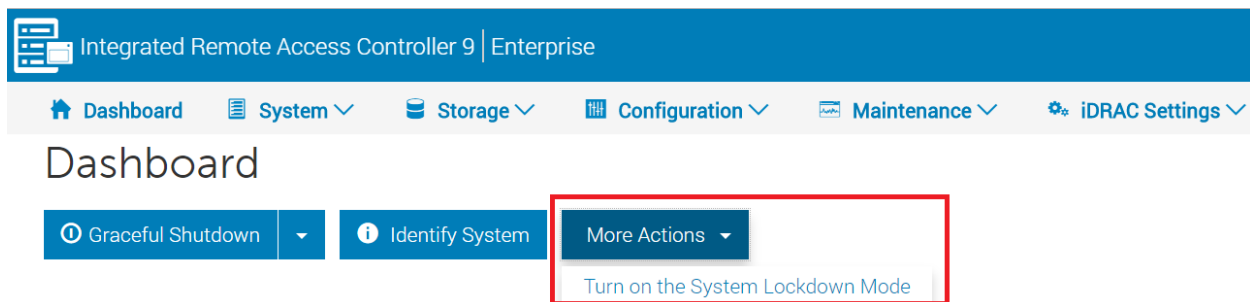 Integrated Remote Access Controller 9 | Enterprise
Dashboard System Storage Configuration Maintenance iDRAC Settings
Dashboard
Graceful Shutdown Identify System More Actions
Turn on the System Lockdown Mode